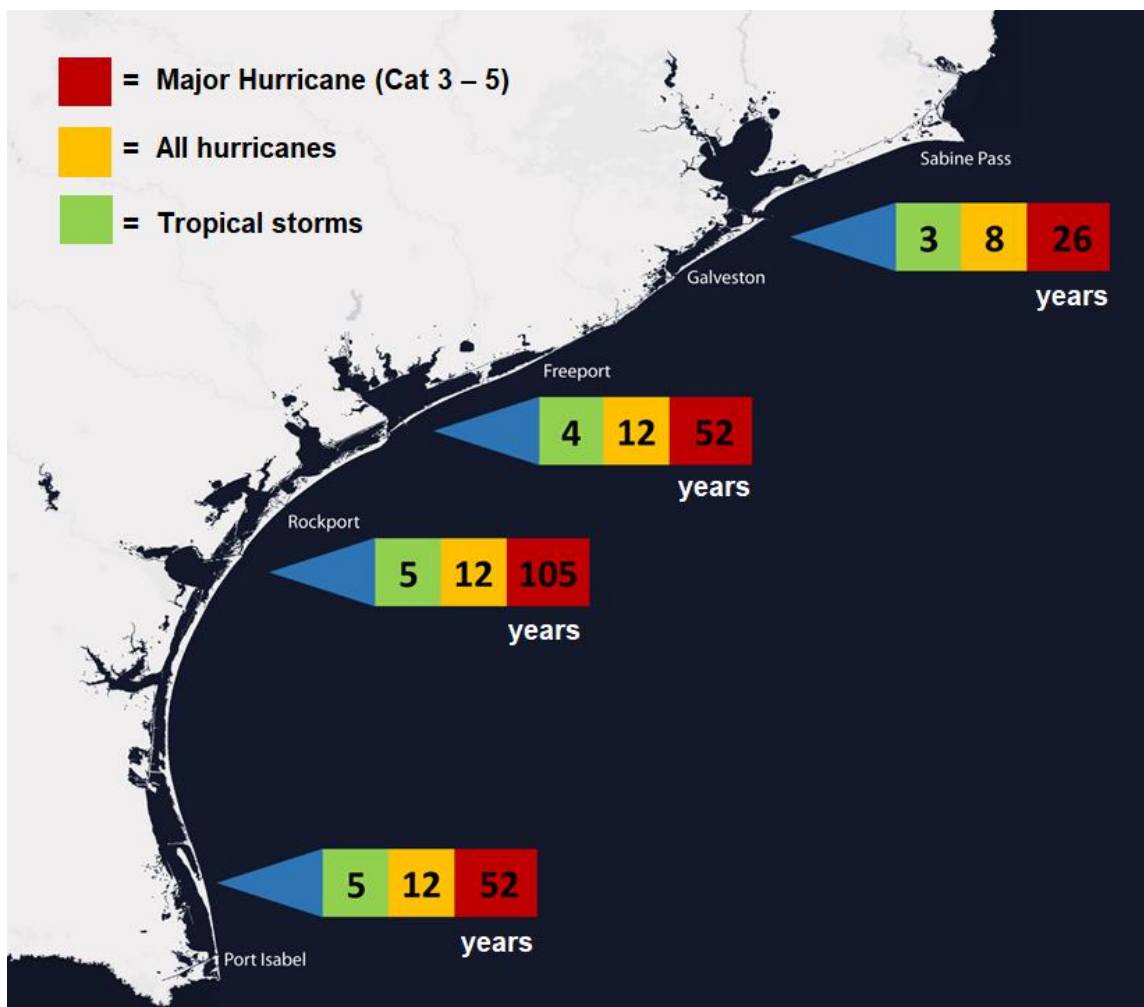 = Major Hurricane (Cat 3 – 5)
= All hurricanes
= Tropical storms
Sabine Pass
3 8 26
years
Galveston
Freeport
4 12 52
years
Rockport
5 12 105
years
5 12 52
years
Port Isabel